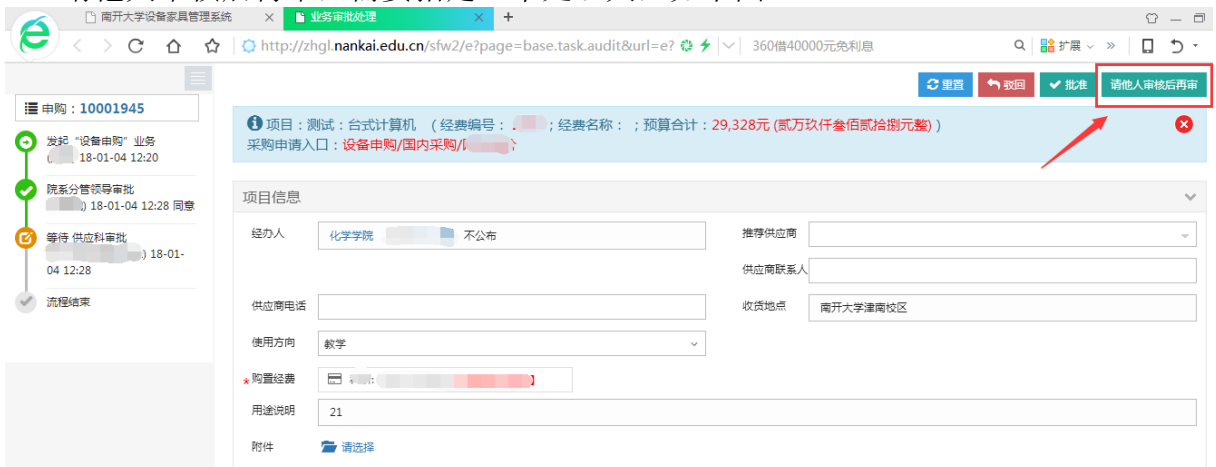 南开大学设备家具管理系统
业务审批处理
http://zhgl.nankai.edu.cn/sfw2/e?page=base.task.audit&url=e?
360借40000元免利息
扩展
重置 驳回 批准 请他人审核后再审
申购：10001945
发起 "设备申购" 业务
18-01-04 12:20
院系分管领导审批
) 18-01-04 12:28 同意
等待 供应科审批
) 18-01-
04 12:28
流程结束
项目：测试：台式计算机 （ 经费编号： ；经费名称： ；预算合计：29,328元 (贰万玖仟叁佰贰拾捌元整) ）
采购申请入口：设备申购/国内采购/
项目信息
经办人 化学学院 不公布
推荐供应商
供应商联系人
供应商电话
收货地点 南开大学津南校区
使用方向 教学
*购置经费
用途说明 21
附件 请选择